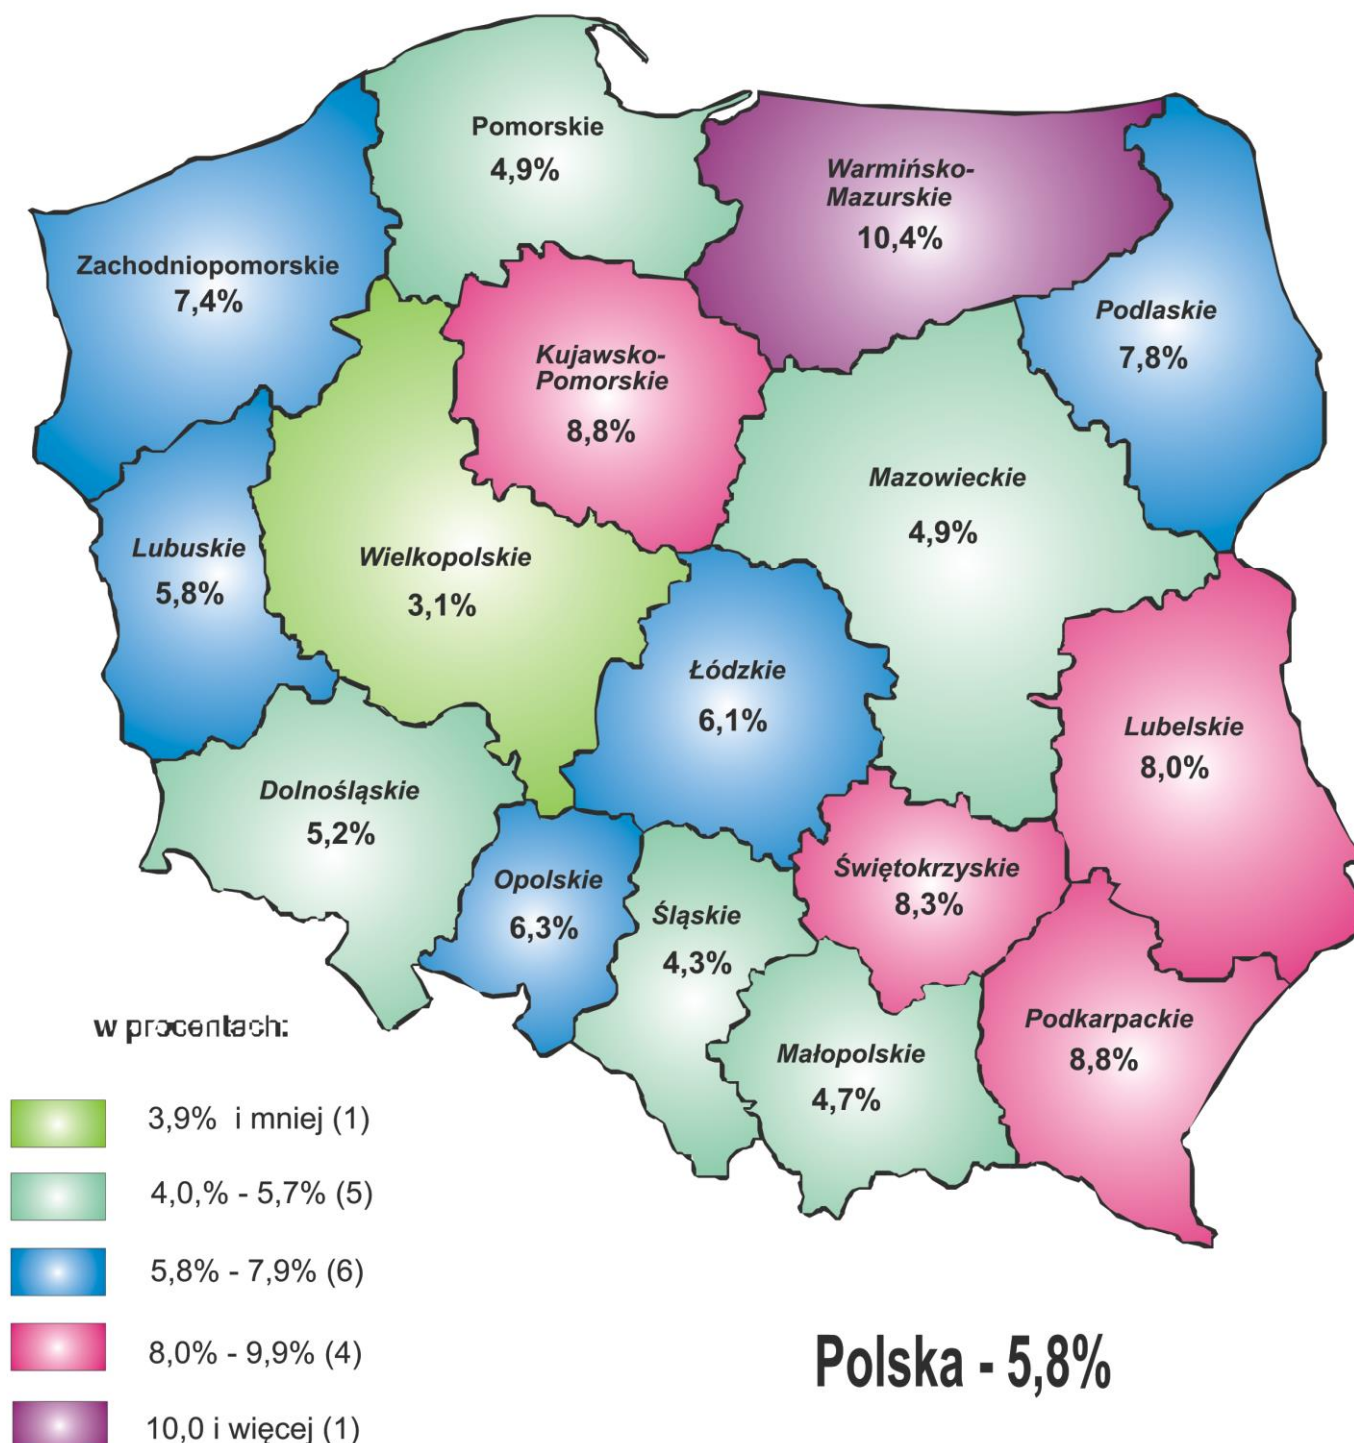 Pomorskie
4,9%
Warmińsko-
Mazurskie
10,4%
Zachodniopomorskie
7,4%
Podlaskie
7,8%
Kujawsko-
Pomorskie
8,8%
Mazowieckie
4,9%
Lubuskie
5,8%
Wielkopolskie
3,1%
Łódzkie
6,1%
Lubelskie
8,0%
Dolnośląskie
5,2%
Opolskie
6,3%
Śląskie
4,3%
Świętokrzyskie
8,3%
Małopolskie
4,7%
Podkarpackie
8,8%
w procentach:
3,9% i mniej (1)
4,0,% - 5,7% (5)
5,8% - 7,9% (6)
8,0% - 9,9% (4)
10,0 i więcej (1)
Polska - 5,8%